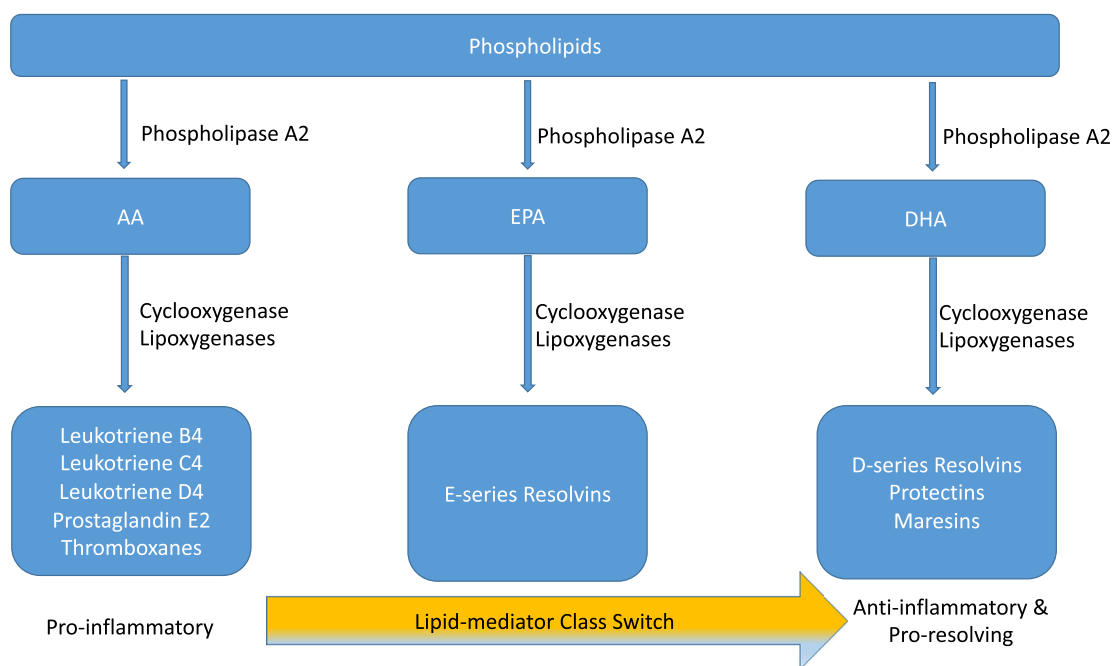 Phospholipids
Phospholipase A2
Phospholipase A2
Phospholipase A2
AA
EPA
DHA
Cyclooxygenase
Lipoxygenases
Cyclooxygenase
Lipoxygenases
Cyclooxygenase
Lipoxygenases
Leukotriene B4
Leukotriene C4
Leukotriene D4
Prostaglandin E2
Thromboxanes
E-series Resolvins
D-series Resolvins
Protectins
Maresins
Pro-inflammatory
Lipid-mediator Class Switch
Anti-inflammatory &
Pro-resolving